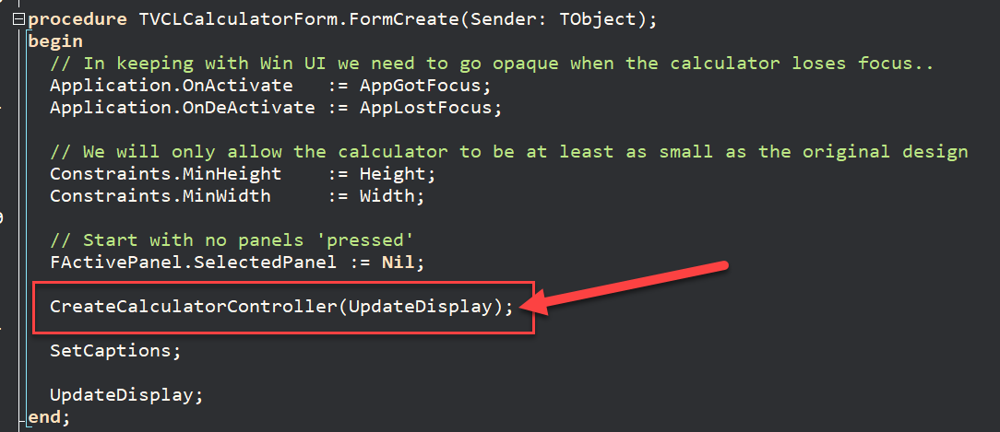 procedure TVCLCalculatorForm.FormCreate(Sender: TObject);
begin
// In keeping with Win UI we need to go opaque when the calculator loses focus..
Application.OnActivate   := AppGotFocus;
Application.OnDeActivate := AppLostFocus;
// We will only allow the calculator to be at least as small as the original design
Constraints.MinHeight    := Height;
Constraints.MinWidth     := Width;
// Start with no panels 'pressed'
FActivePanel.SelectedPanel := Nil;
CreateCalculatorController(UpdateDisplay);
SetCaptions;
UpdateDisplay;
end;